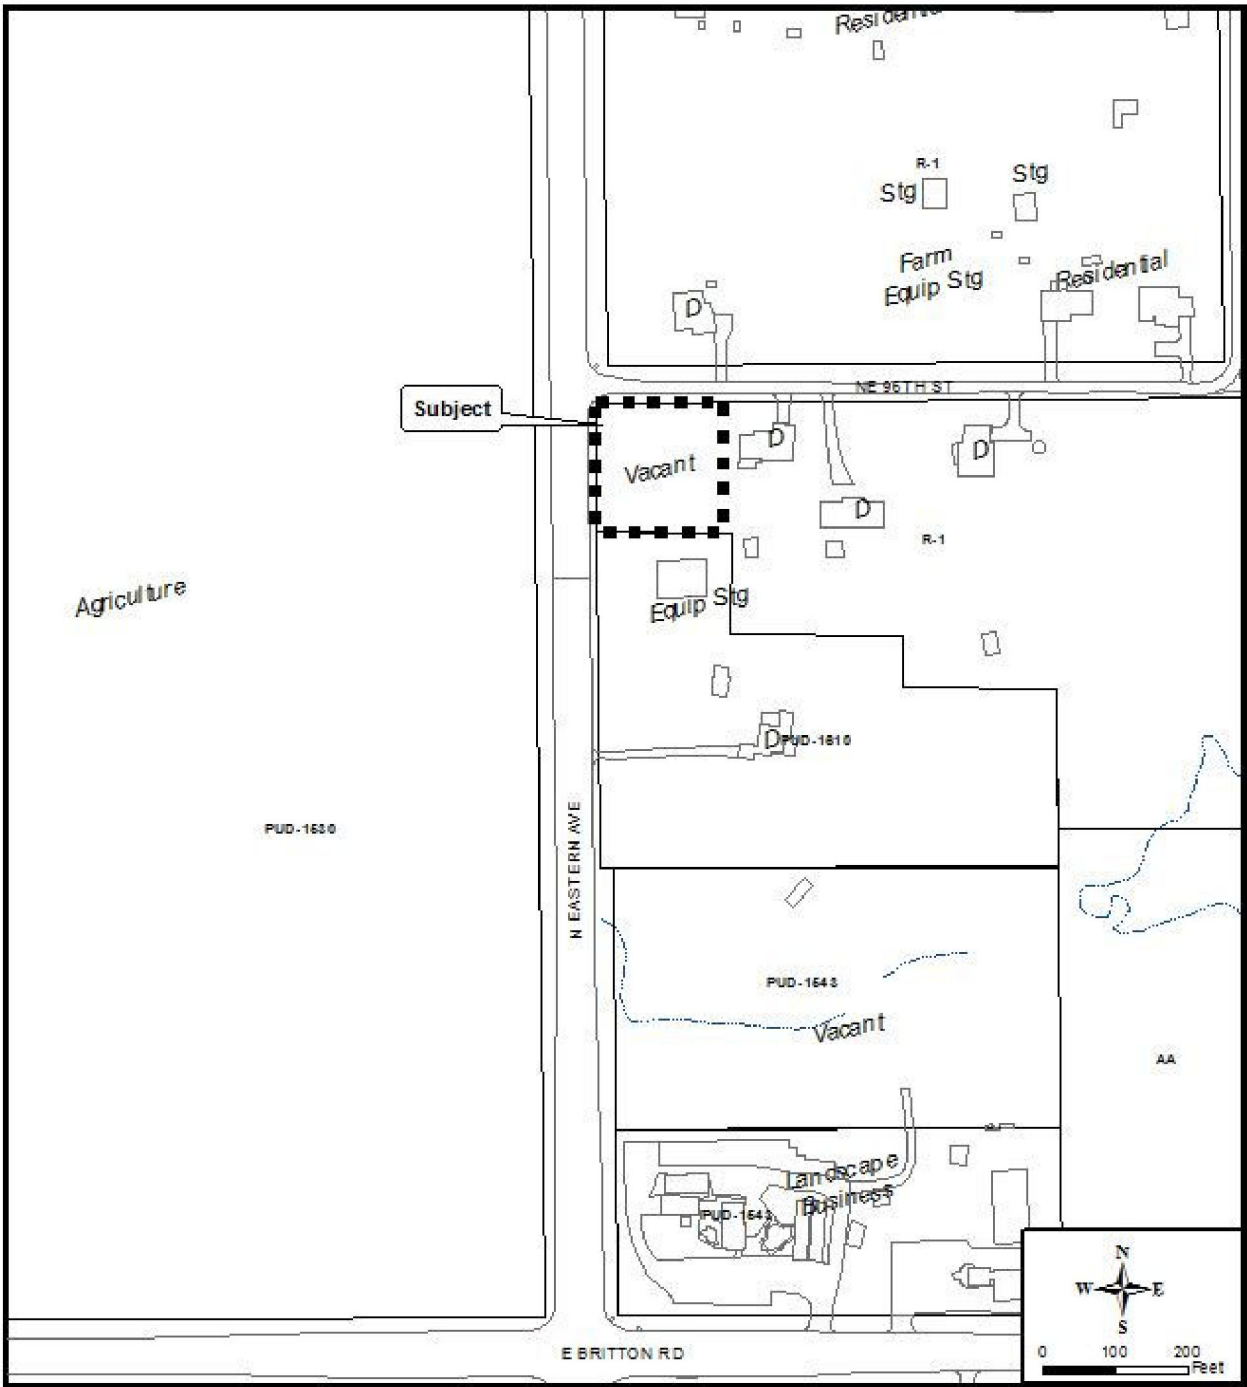 Residential
R-1
Stg
Stg
Farm
Equip Stg
Residential
D
NE 95TH ST
Subject
Vacant
D
D
D
R-1
Agriculture
Equip Stg
D
PUD-1610
PUD-1530
N EASTERN AVE
PUD-1543
Vacant
AA
Landscape
Business
PUD-1543
N
W
E
S
0 100 200
Feet
E BRITTON RD